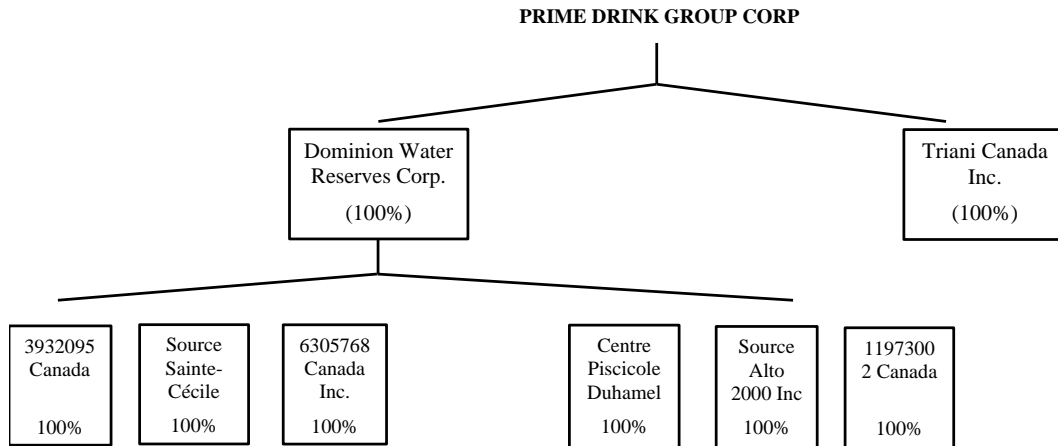 PRIME DRINK GROUP CORP
Dominion Water
Reserves Corp.
(100%)
Triani Canada
Inc.
(100%)
3932095
Canada
100%
Source
Sainte-
Cécile
100%
6305768
Canada
Inc.
100%
Centre
Piscicole
Duhamel
100%
Source
Alto
2000 Inc
100%
1197300
2 Canada
100%